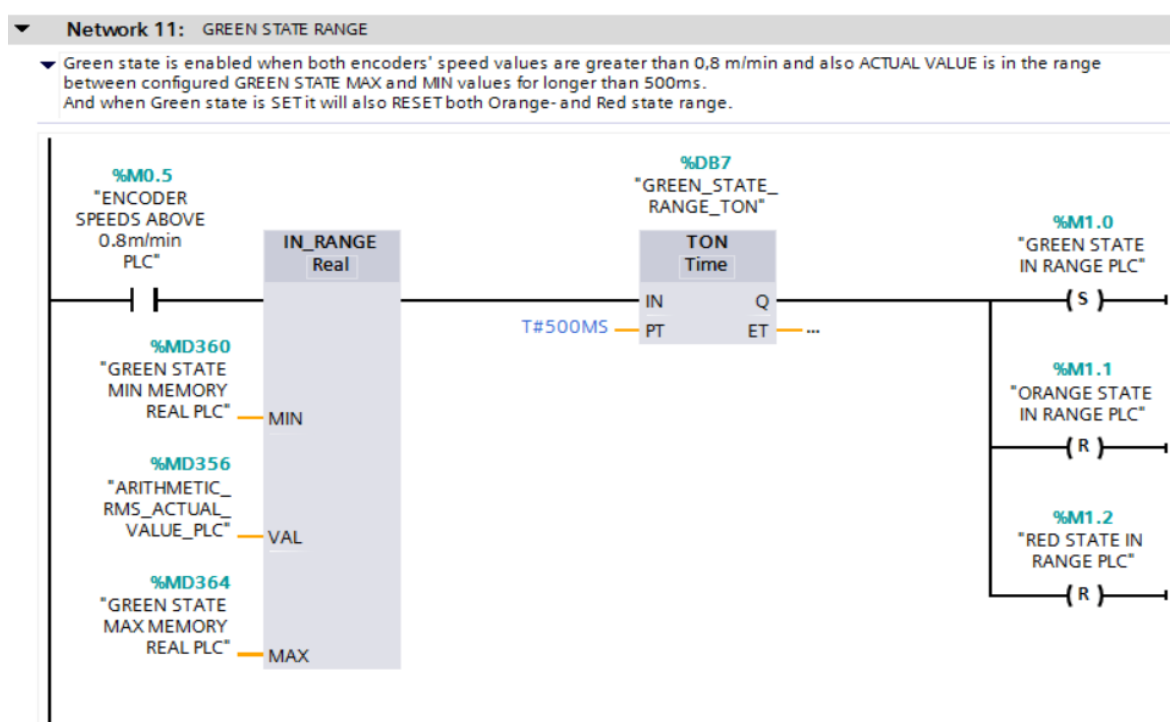 Network 11: GREEN STATE RANGE
Green state is enabled when both encoders' speed values are greater than 0,8 m/min and also ACTUAL VALUE is in the range
between configured GREEN STATE MAX and MIN values for longer than 500ms.
And when Green state is SET it will also RESET both Orange- and Red state range.
%M0.5
"ENCODER
SPEEDS ABOVE
0.8m/min
PLC"
IN_RANGE
Real
%MD360
"GREEN STATE
MIN MEMORY
REAL PLC"
MIN
%MD356
"ARITHMETIC_
RMS_ACTUAL_
VALUE_PLC"
VAL
%MD364
"GREEN STATE
MAX MEMORY
REAL PLC"
MAX
%DB7
"GREEN_STATE_
RANGE_TON"
TON
Time
IN Q
T#500MS PT ET ...
%M1.0
"GREEN STATE
IN RANGE PLC"
S
%M1.1
"ORANGE STATE
IN RANGE PLC"
R
%M1.2
"RED STATE IN
RANGE PLC"
R